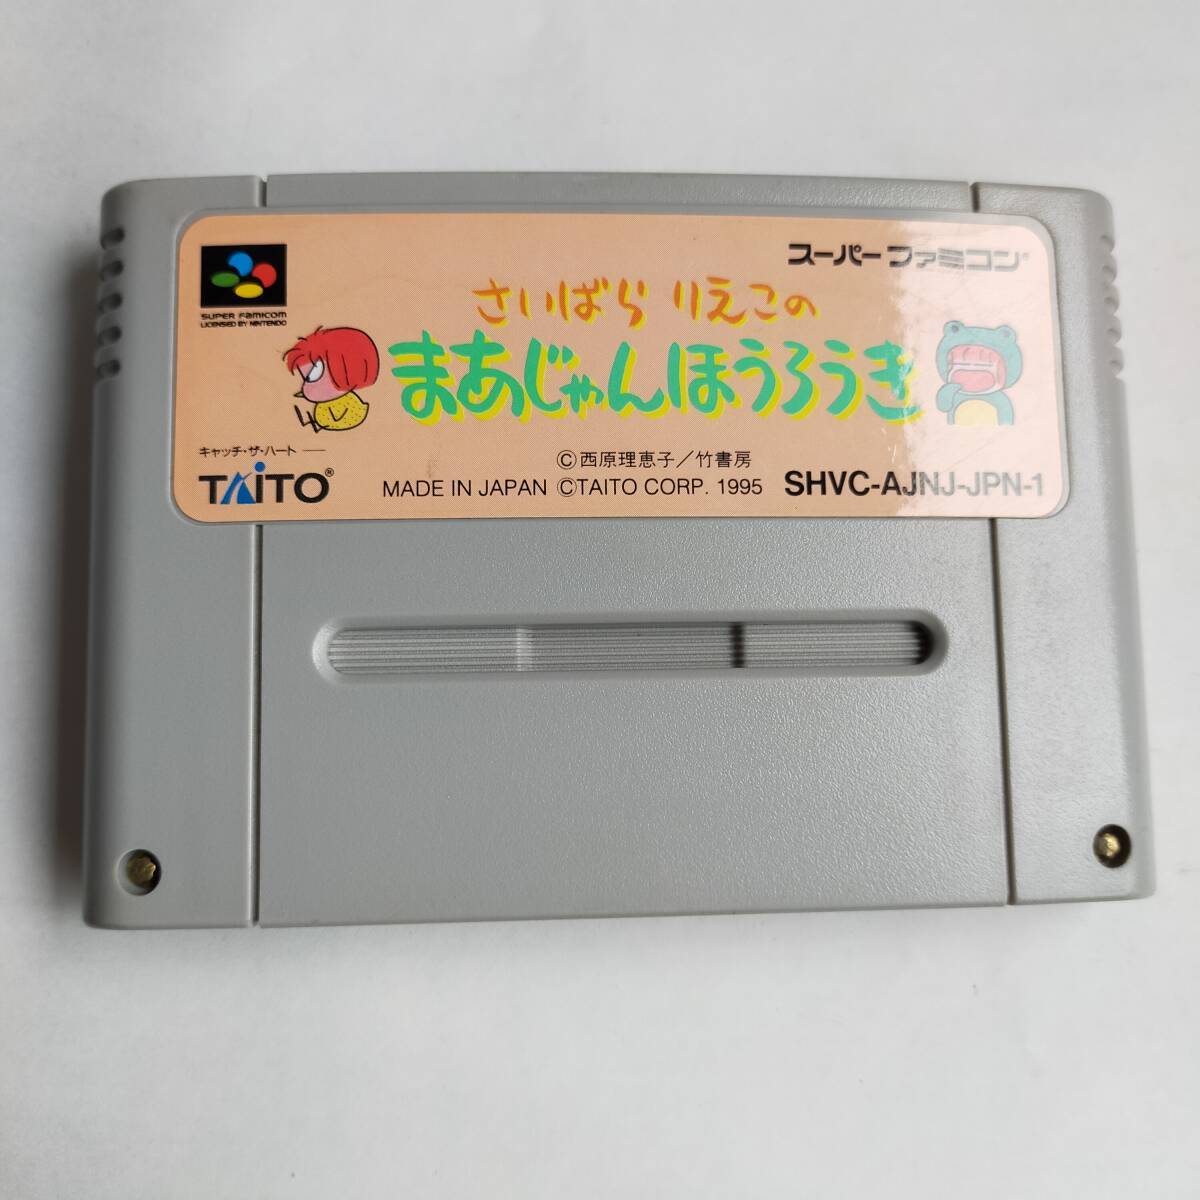 スーパーファミコン®
SUPER FAMICOM
LICENSED BY NINTENDO
さいばらりえこの
まあじゃんほうろうき
キャッチ・ザ・ハート
TAITO®
©西原理恵子／竹書房
MADE IN JAPAN ©TAITO CORP. 1995 SHVC-AJNJ-JPN-1